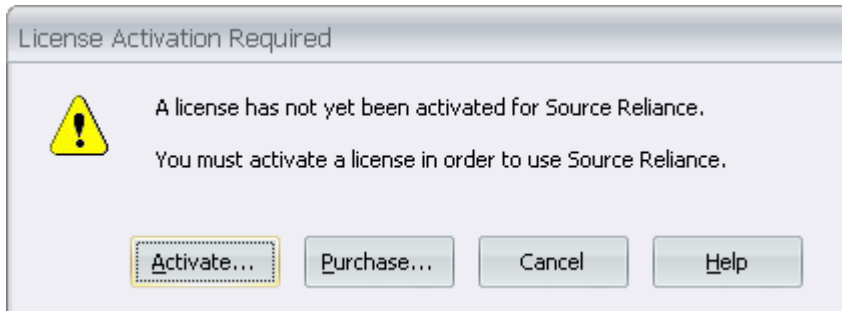 License Activation Required
A license has not yet been activated for Source Reliance.
You must activate a license in order to use Source Reliance.
Activate... Purchase... Cancel Help